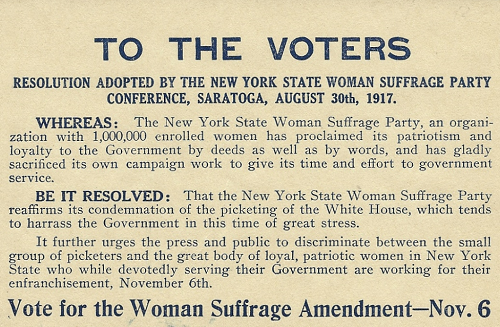 TO THE VOTERS
RESOLUTION ADOPTED BY THE NEW YORK STATE WOMAN SUFFRAGE PARTY
CONFERENCE, SARATOGA, AUGUST 30th, 1917.
WHEREAS: The New York State Woman Suffrage Party, an organi-
zation with 1,000,000 enrolled women has proclaimed its patriotism and
loyalty to the Government by deeds as well as by words, and has gladly
sacrificed its own campaign work to give its time and effort to government
service.
BE IT RESOLVED: That the New York State Woman Suffrage Party
reaffirms its condemnation of the picketing of the White House, which tends
to harrass the Government in this time of great stress.
It further urges the press and public to discriminate between the small
group of picketers and the great body of loyal, patriotic women in New York
State who while devotedly serving their Government are working for their
enfranchisement, November 6th.
Vote for the Woman Suffrage Amendment—Nov. 6